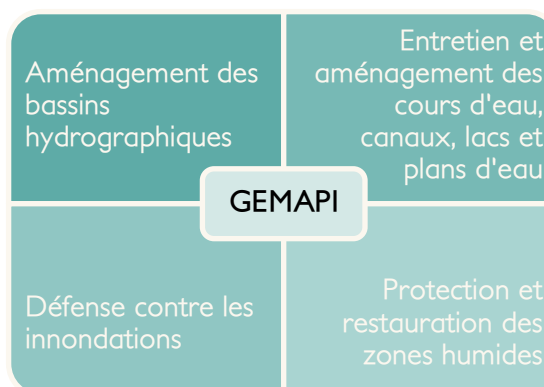 Aménagement des
bassins
hydrographiques
Entretien et
aménagement des
cours d'eau,
canaux, lacs et
plans d'eau
GEMAPI
Défense contre les
innondations
Protection et
restauration des
zones humides